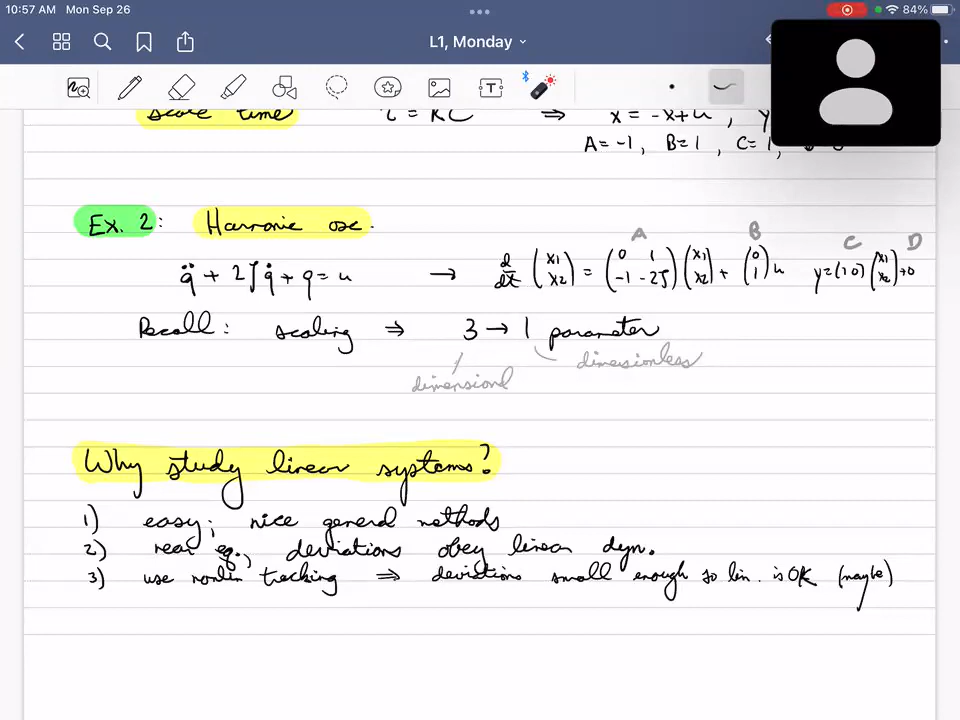 10:57 AM Mon Sep 26
84%
L1, Monday
scale time τ = RC ⇒ ẋ = -x+u, y
A = -1, B = 1, C = 1,
Ex. 2: Harmonic osc.
q̈ + 2ζq̇ + q = u → d/dt (x₁ x₂) = (0 1 -1 -2ζ) (x₁ x₂) + (0 1) u y = (1 0) (x₁ x₂) + 0
A B C D
Recall: scaling ⇒ 3 → 1 parameter
dimensional dimensionless
Why study linear systems?
1) easy; nice general methods
2) near eq., deviations obey linear dyn.
3) use nonlin tracking ⇒ deviations small enough so lin. is OK (maybe)